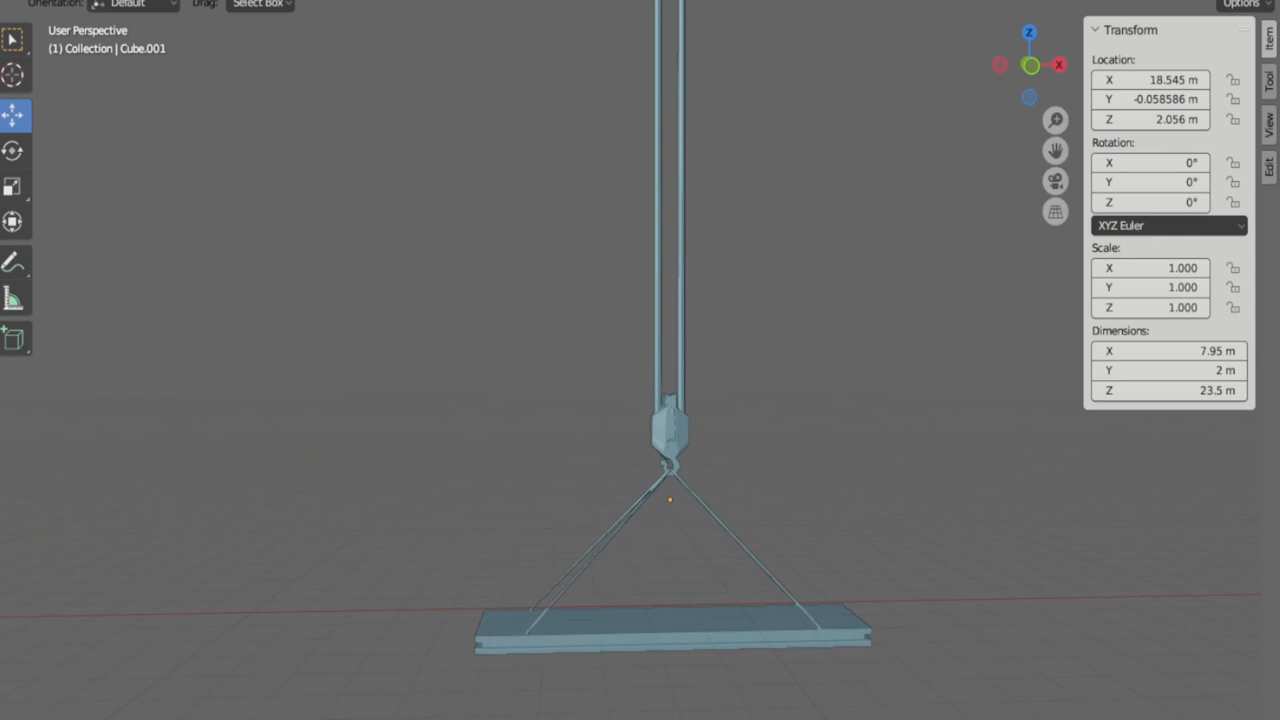 Orientation: Default Drag: Select Box Options
User Perspective
(1) Collection | Cube.001
Z
X
Transform
Location:
X 18.545 m
Y -0.058586 m
Z 2.056 m
Rotation:
X 0°
Y 0°
Z 0°
XYZ Euler
Scale:
X 1.000
Y 1.000
Z 1.000
Dimensions:
X 7.95 m
Y 2 m
Z 23.5 m
Item
Tool
View
Edit